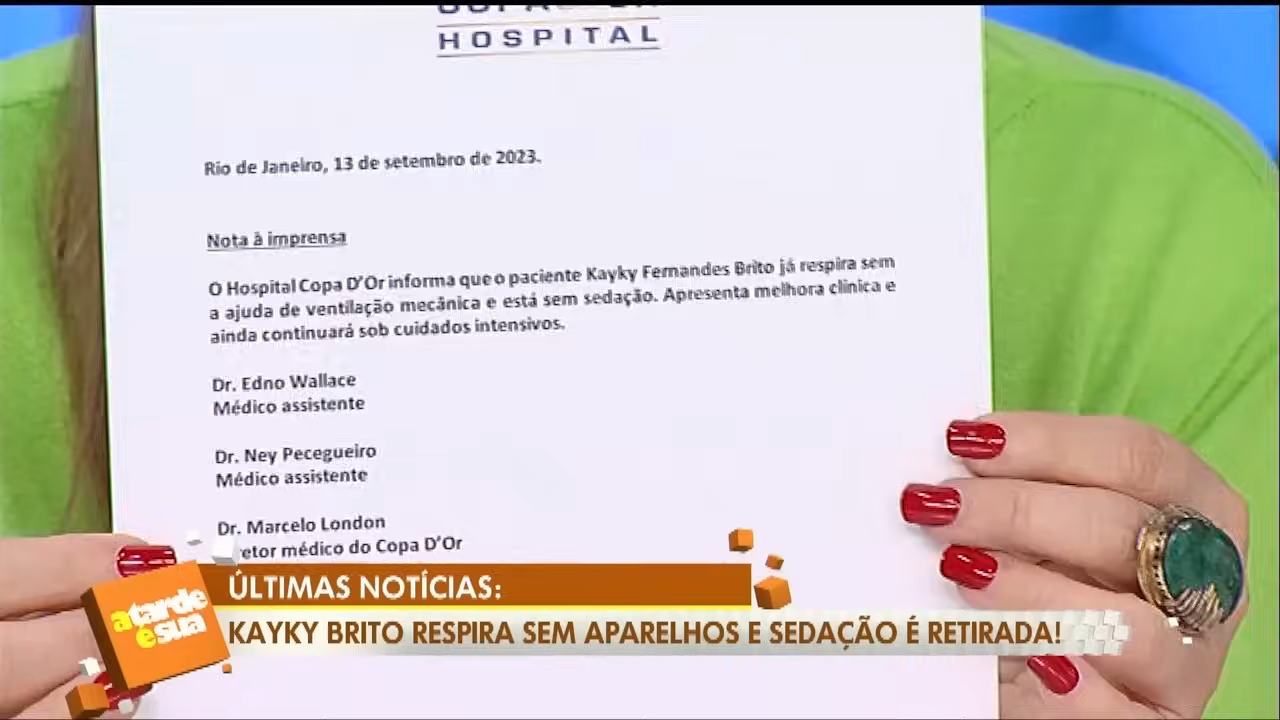 HOSPITAL
Rio de Janeiro, 13 de setembro de 2023.
Nota à imprensa
O Hospital Copa D'Or informa que o paciente Kayky Fernandes Brito já respira sem
a ajuda de ventilação mecânica e está sem sedação. Apresenta melhora clínica e
ainda continuará sob cuidados intensivos.
Dr. Edno Wallace
Médico assistente
Dr. Ney Pecegueiro
Médico assistente
Dr. Marcelo London
médico do Copa D'Or
ÚLTIMAS NOTÍCIAS:
KAYKY BRITO RESPIRA SEM APARELHOS E SEDAÇÃO É RETIRADA!
a tarde
é sua